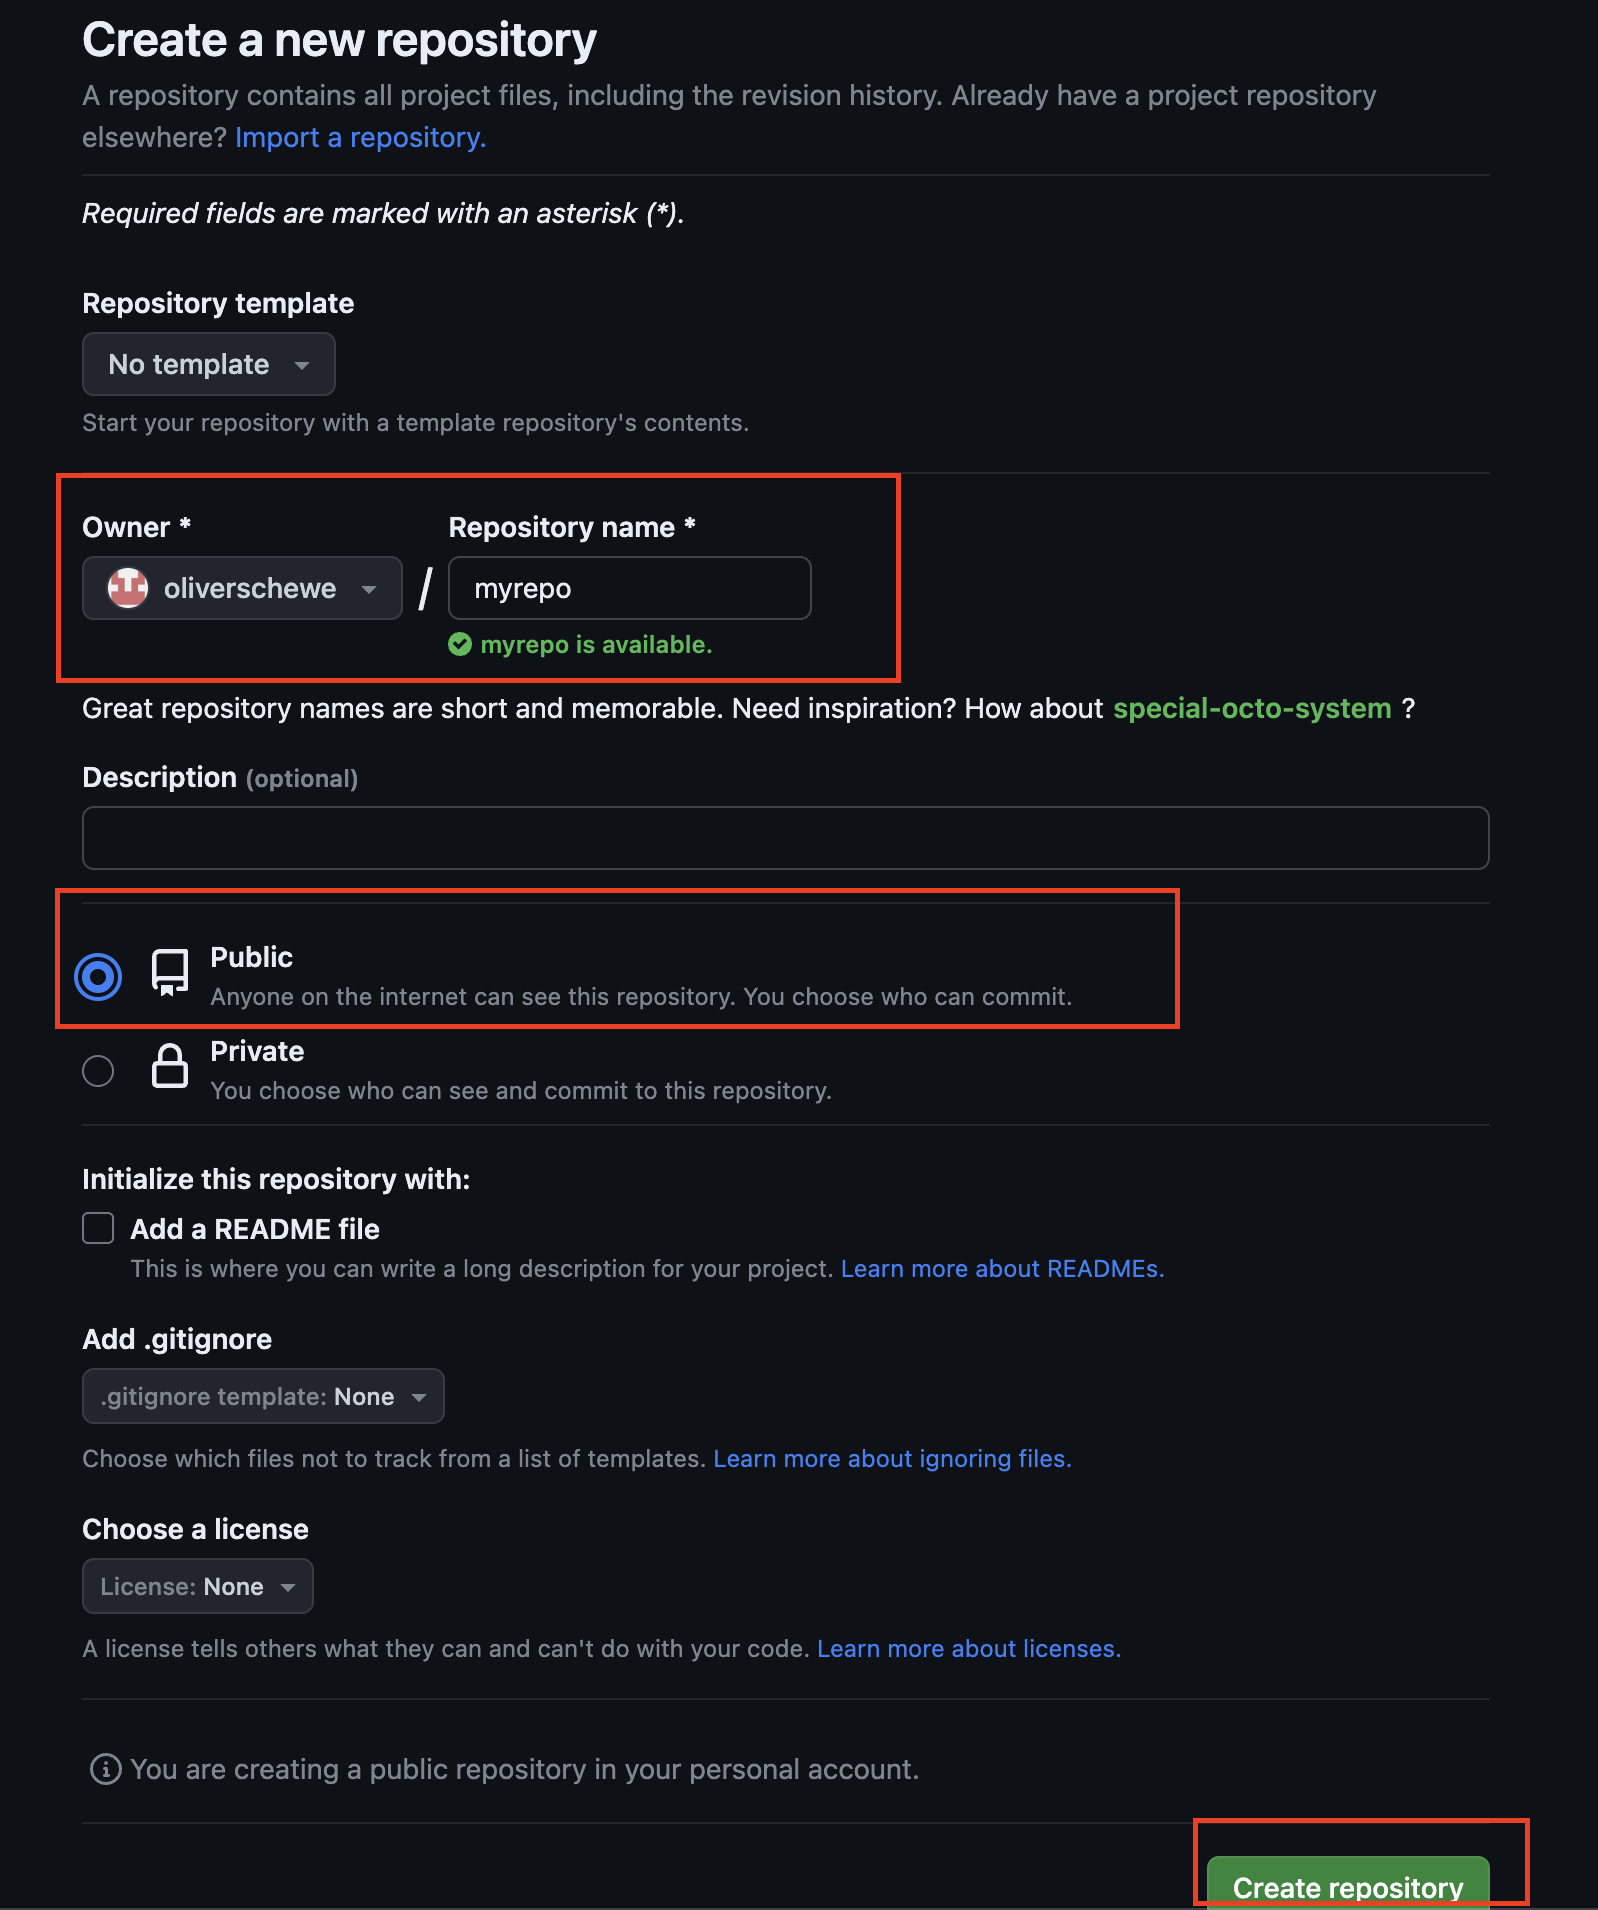 Create a new repository
A repository contains all project files, including the revision history. Already have a project repository
elsewhere? Import a repository.
Required fields are marked with an asterisk (*).
Repository template
No template
Start your repository with a template repository's contents.
Owner *
Repository name *
oliverschewe
/
myrepo
myrepo is available.
Great repository names are short and memorable. Need inspiration? How about special-octo-system ?
Description (optional)
Public
Anyone on the internet can see this repository. You choose who can commit.
Private
You choose who can see and commit to this repository.
Initialize this repository with:
Add a README file
This is where you can write a long description for your project. Learn more about READMEs.
Add .gitignore
.gitignore template: None
Choose which files not to track from a list of templates. Learn more about ignoring files.
Choose a license
License: None
A license tells others what they can and can't do with your code. Learn more about licenses.
You are creating a public repository in your personal account.
Create repository